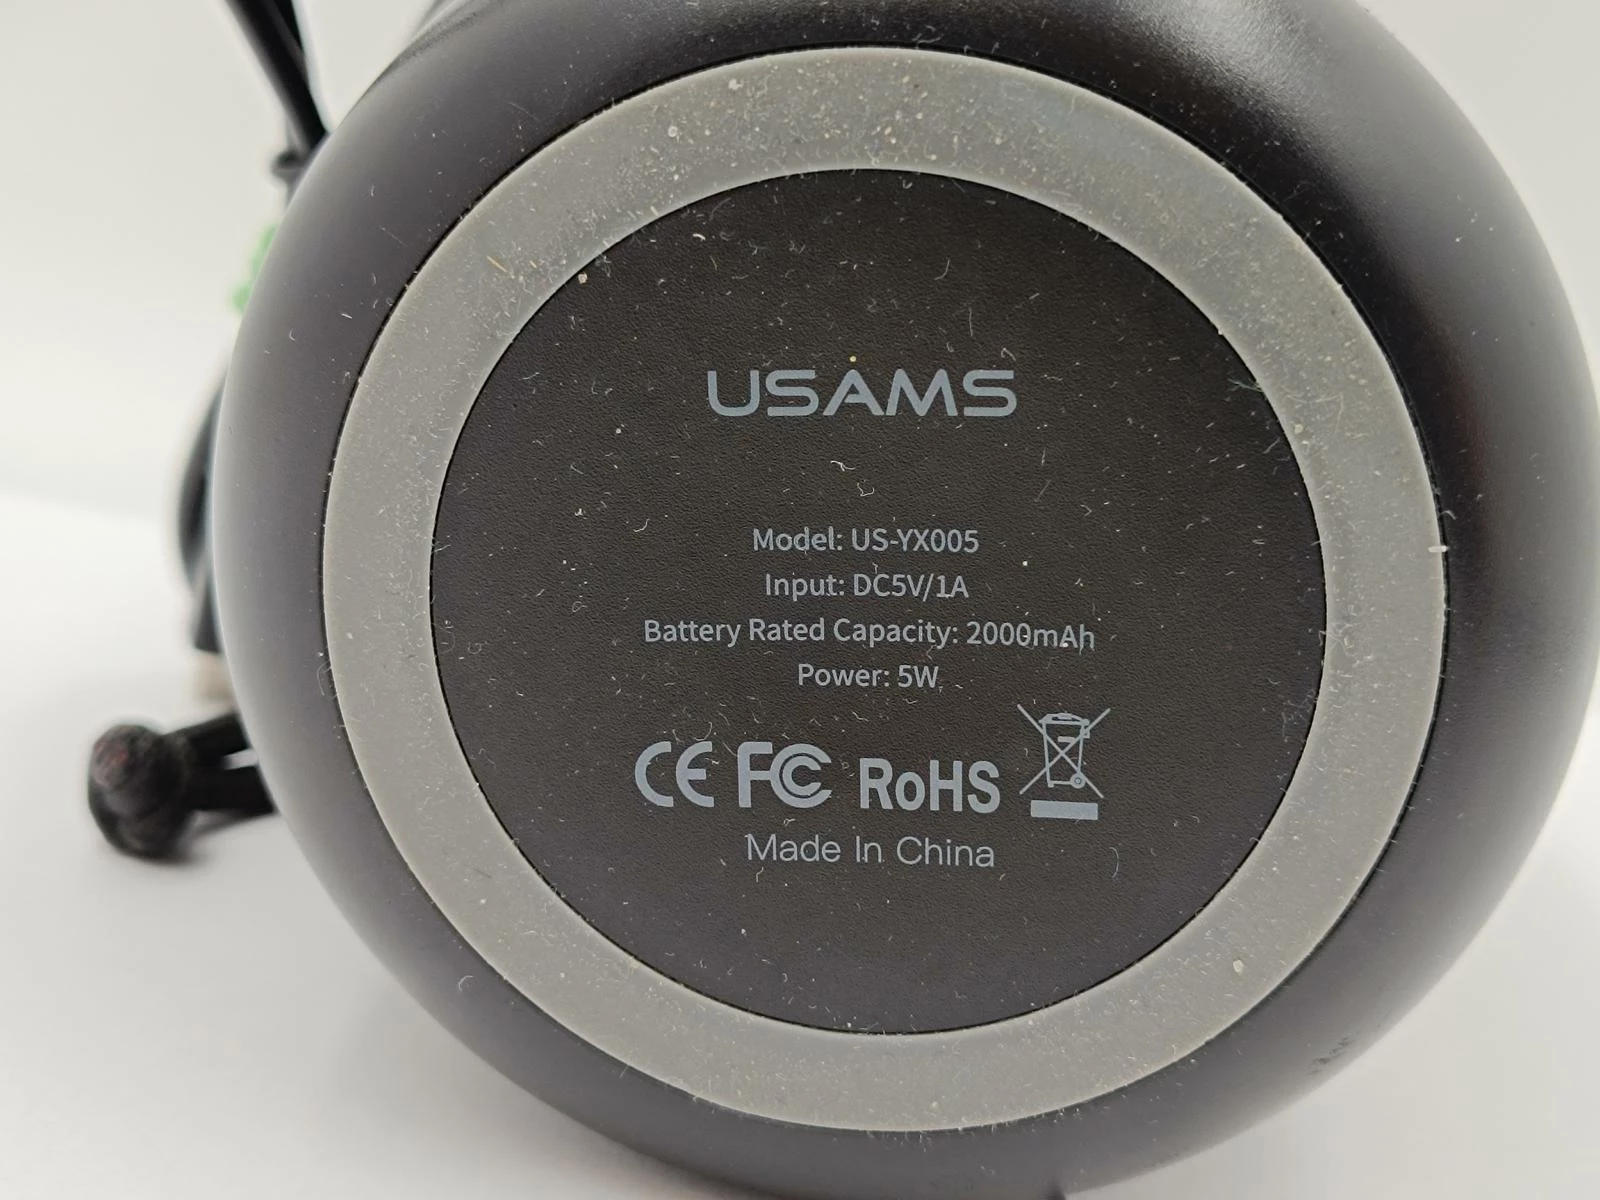 USAMS
Model: US-YX005
Input: DC5V/1A
Battery Rated Capacity: 2000mAh
Power: 5W
CE FC RoHS
Made In China